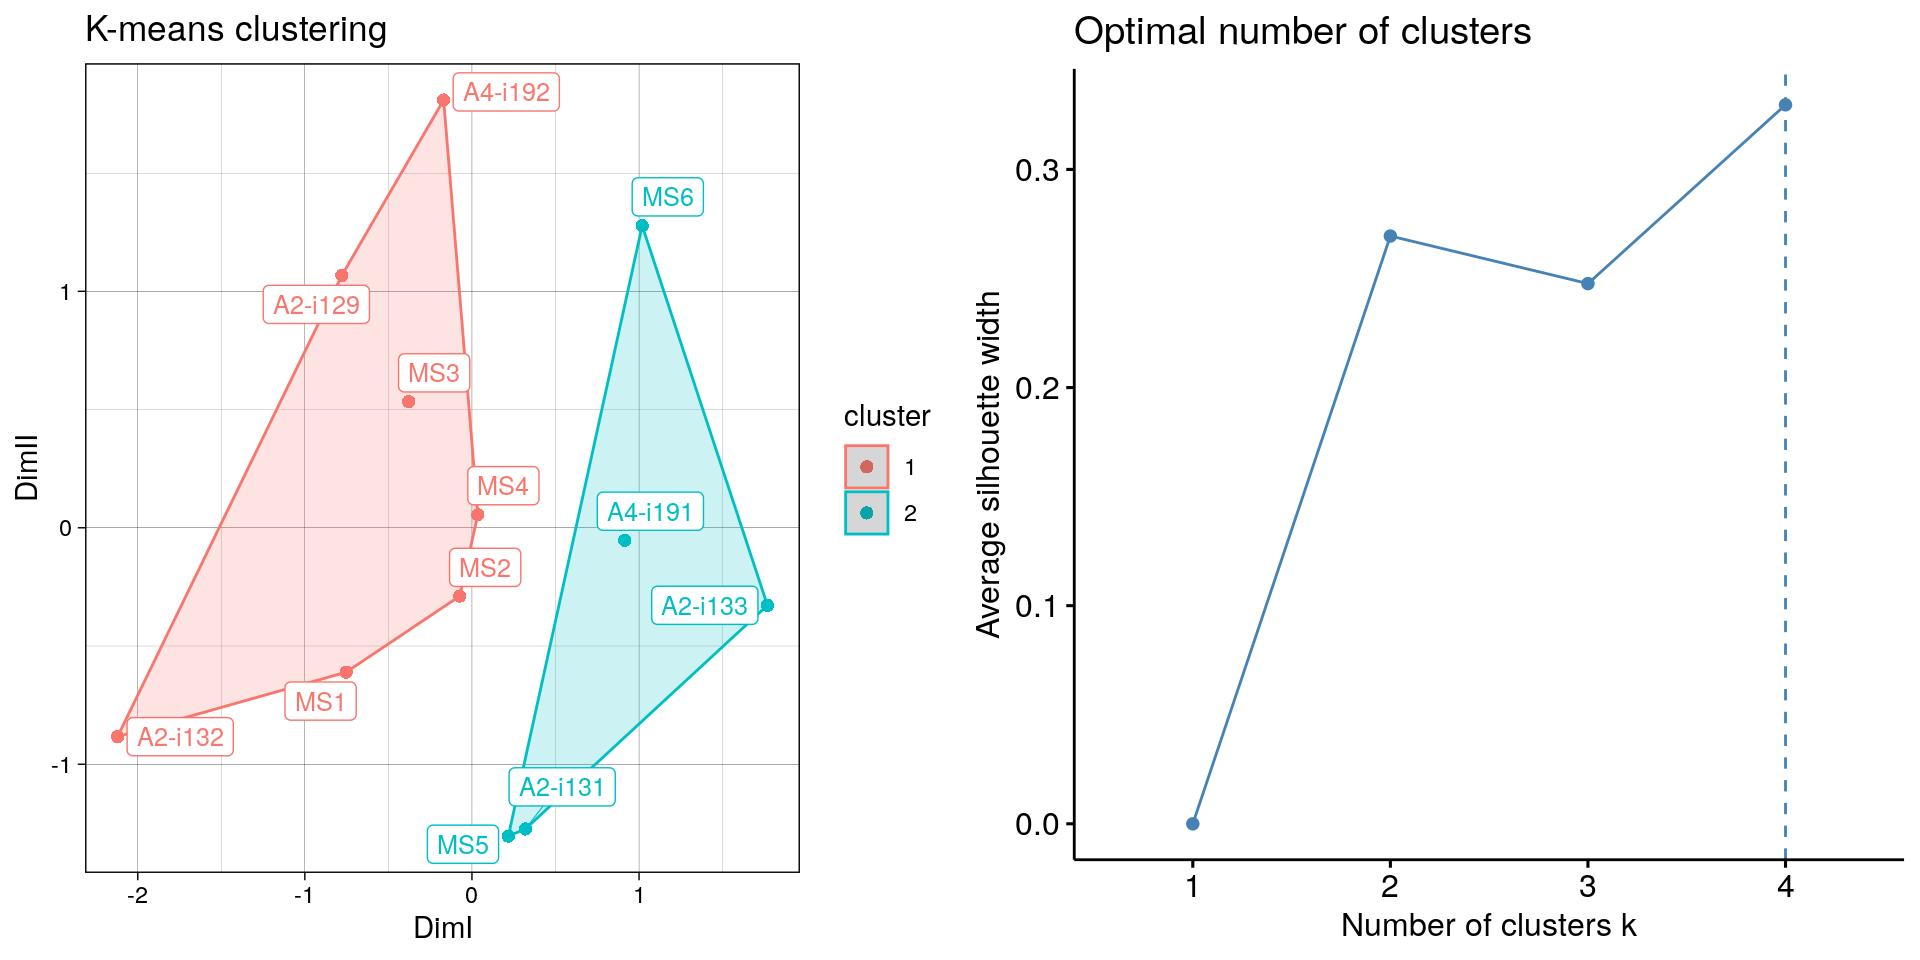 K-means clustering
A4-i192
MS6
A2-i129
MS3
MS4
A4-i191
MS2
A2-i133
MS1
A2-i132
A2-i131
MS5
1
0
-1
DimII
-2
-1
0
1
DimI
cluster
1
2
Optimal number of clusters
0.3
0.2
0.1
0.0
Average silhouette width
1
2
3
4
Number of clusters k